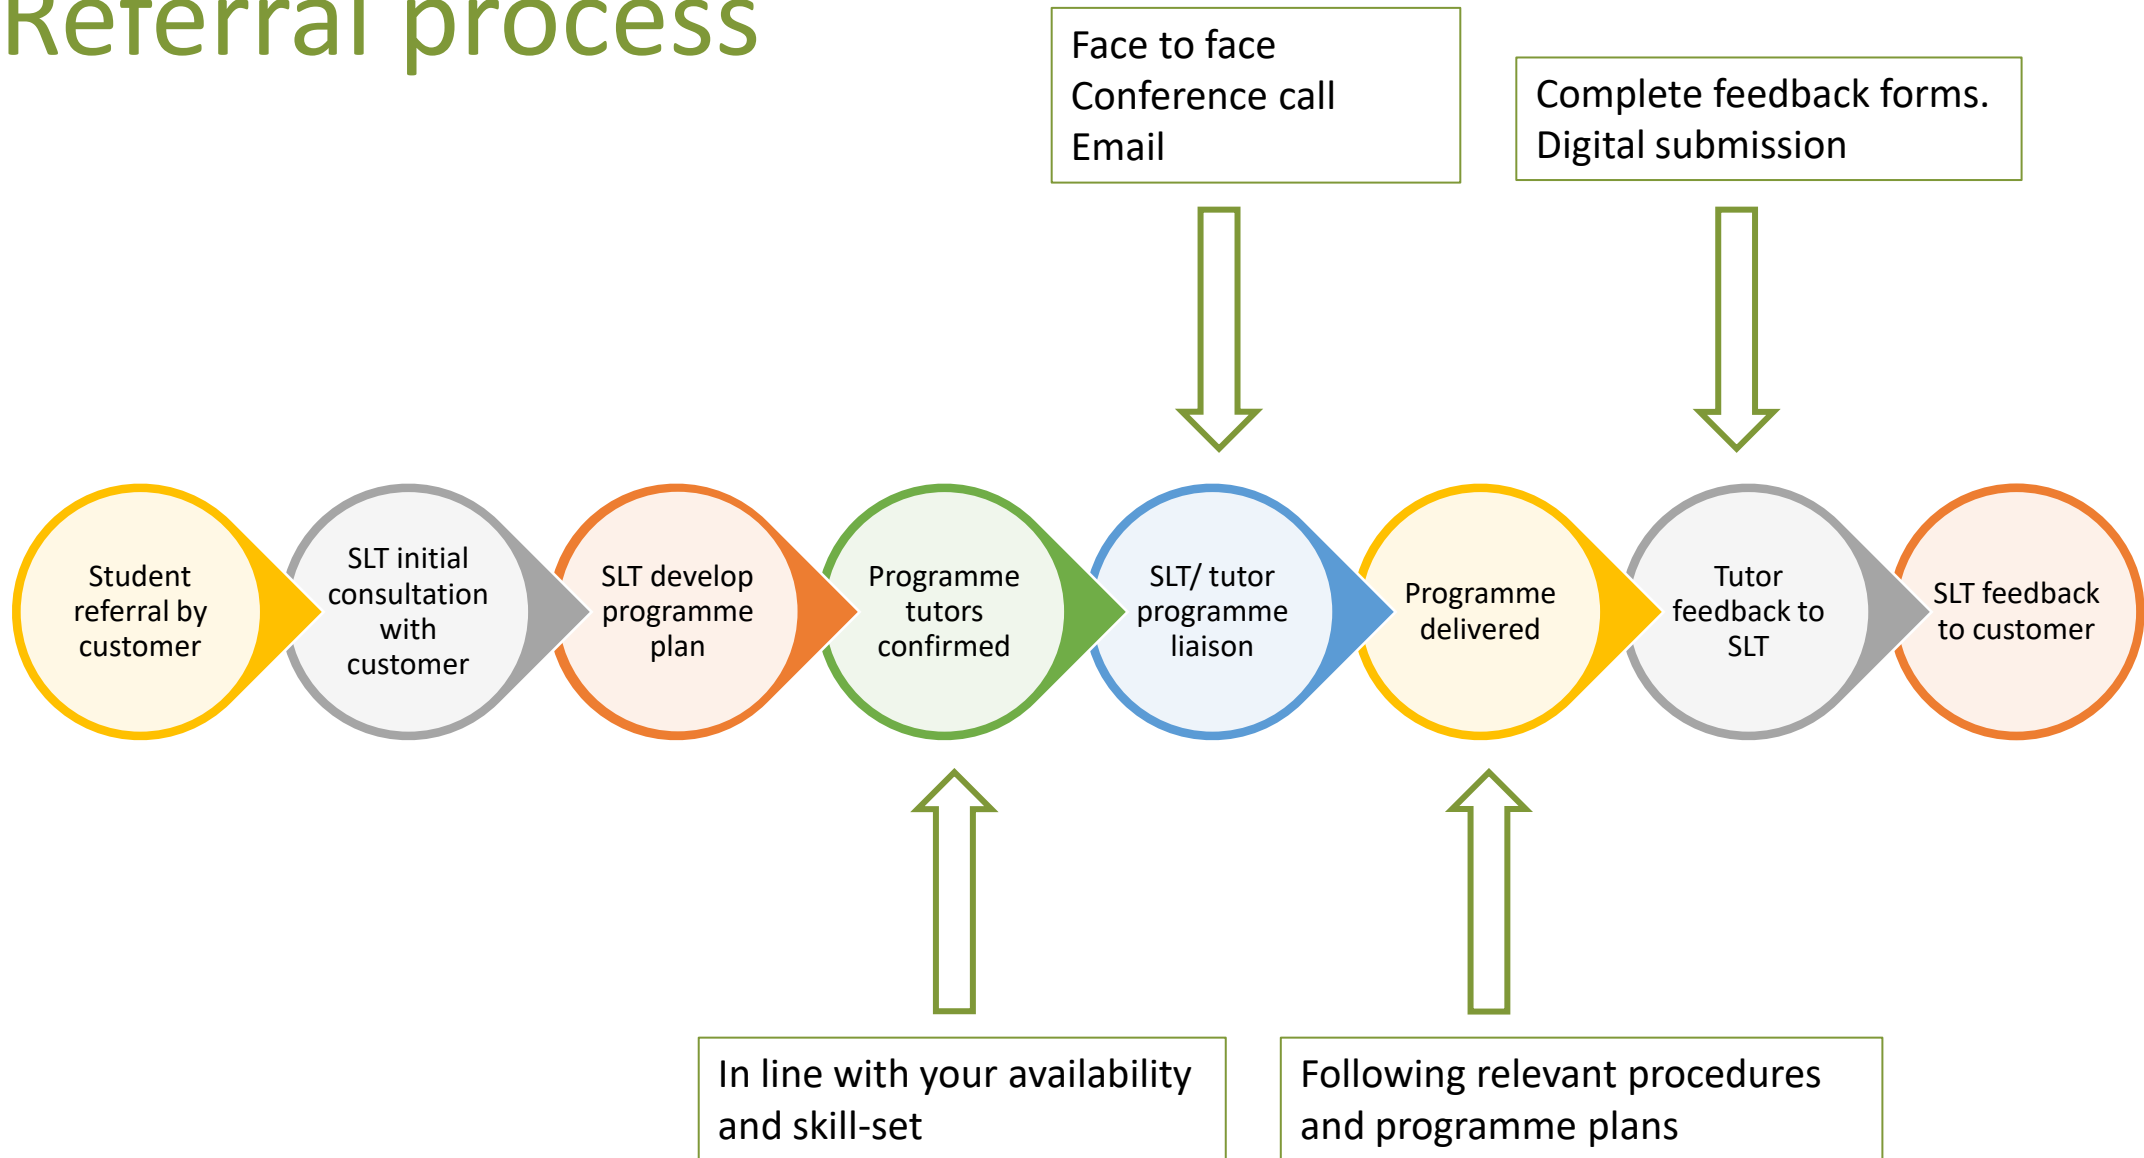 Referral process
Face to face
Conference call
Email
Complete feedback forms.
Digital submission
Student
referral by
customer
SLT initial
consultation
with
customer
SLT develop
programme
plan
Programme
tutors
confirmed
SLT/ tutor
programme
liaison
Programme
delivered
Tutor
feedback to
SLT
SLT feedback
to customer
In line with your availability
and skill-set
Following relevant procedures
and programme plans